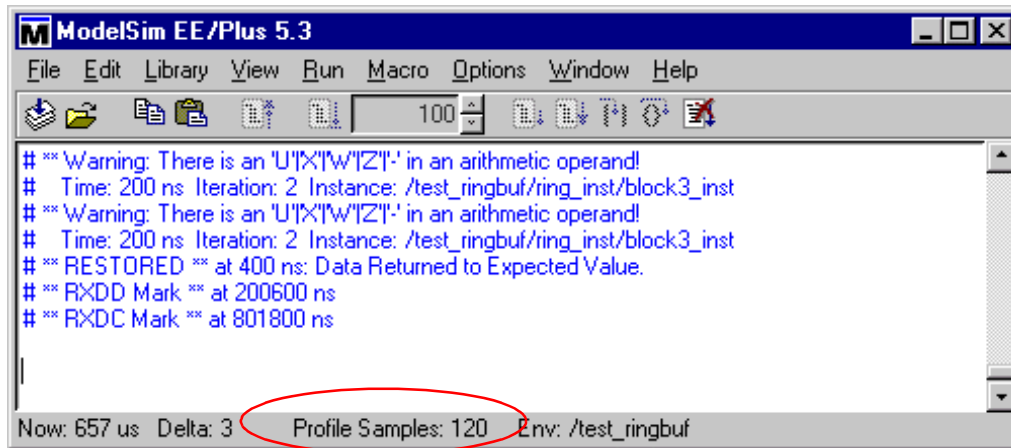 ModelSim EE/Plus 5.3
File Edit Library View Run Macro Options Window Help
100
# ** Warning: There is an 'U'|'X'|'W'|'Z'|'-' in an arithmetic operand!
#    Time: 200 ns  Iteration: 2  Instance: /test_ringbuf/ring_inst/block3_inst
# ** Warning: There is an 'U'|'X'|'W'|'Z'|'-' in an arithmetic operand!
#    Time: 200 ns  Iteration: 2  Instance: /test_ringbuf/ring_inst/block3_inst
# ** RESTORED ** at 400 ns: Data Returned to Expected Value.
# ** RXDD Mark ** at 200600 ns
# ** RXDC Mark ** at 801800 ns
Now: 657 us Delta: 3 Profile Samples: 120 Env: /test_ringbuf